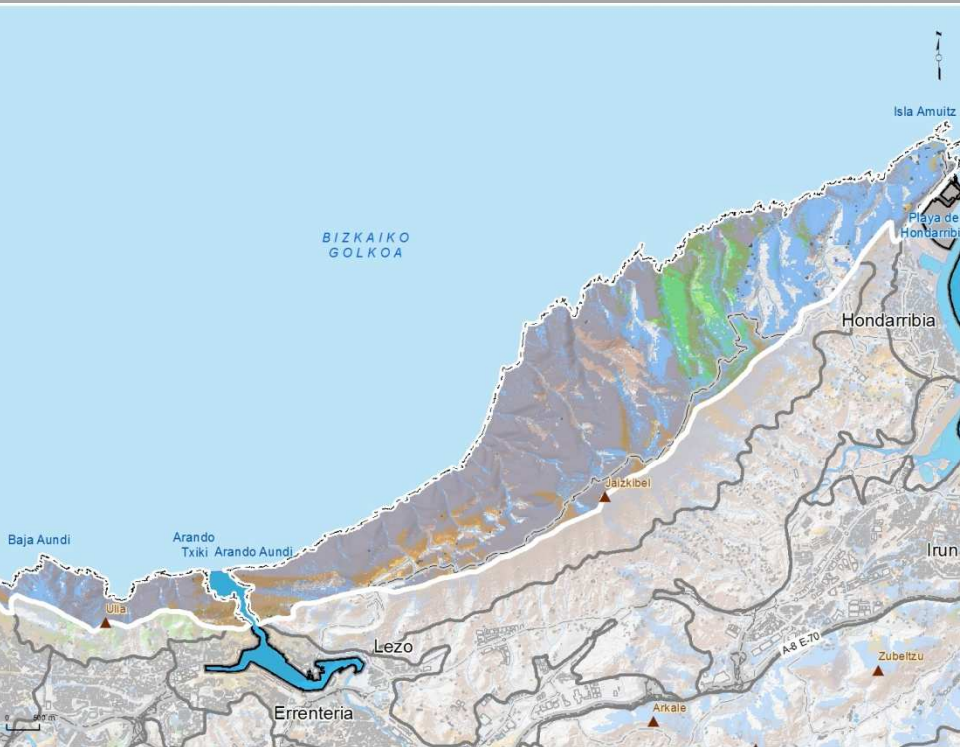 Isla Amuitz
Playa de
Hondarribi
BIZKAIKO
GOLKOA
Hondarribia
Jaizkibel
Baja Aundi
Arando
Txiki
Arando Aundi
Irun
Ulia
Lezo
A-8 E-70
Zubeltzu
Errenteria
Arkale